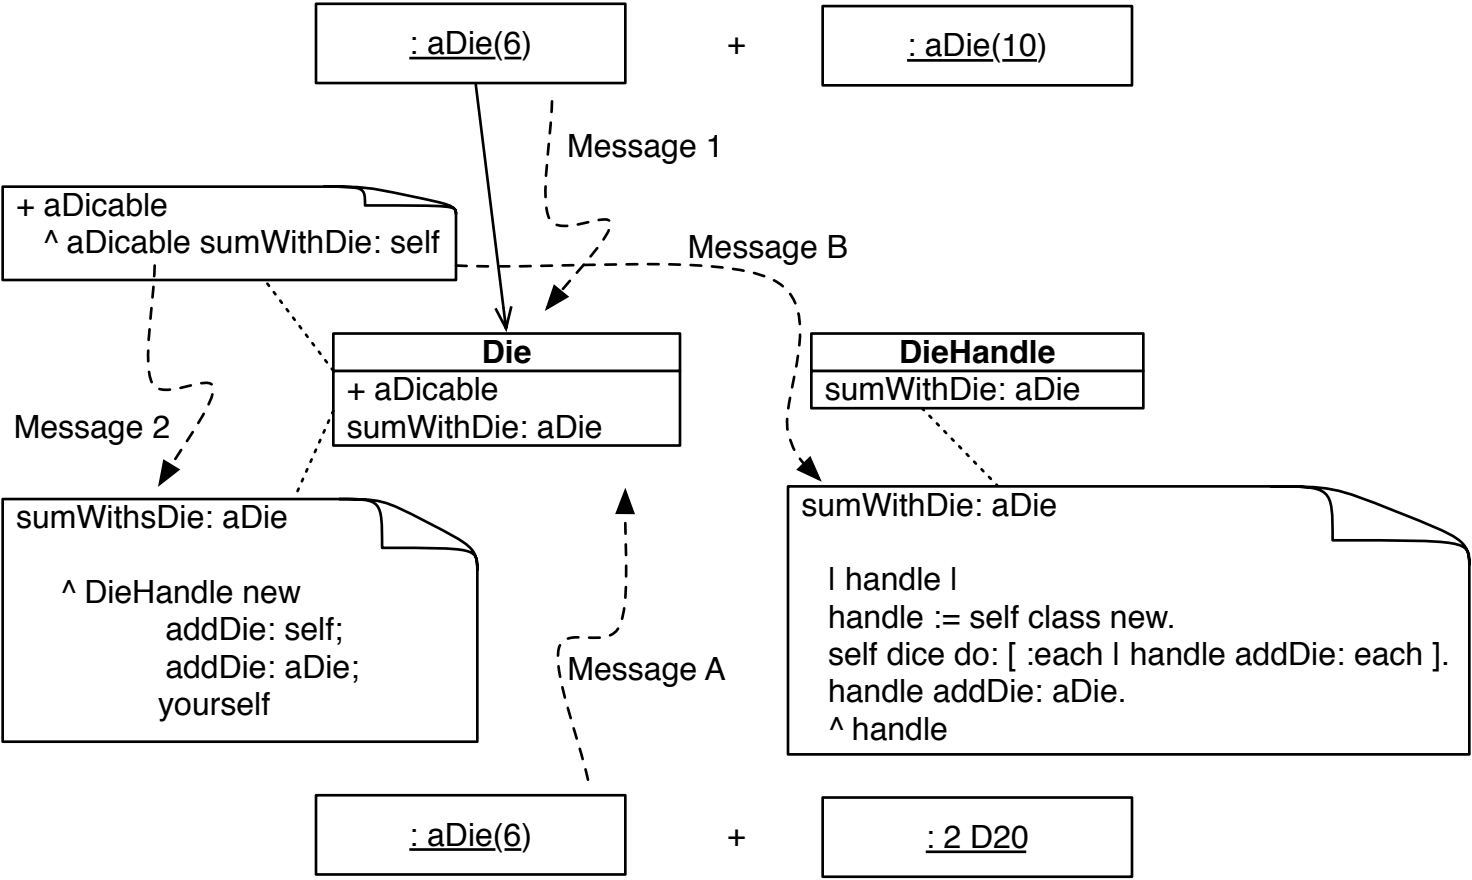 : aDie(6)
+
: aDie(10)
Message 1
+ aDicable
^ aDicable sumWithDie: self
Message B
Die
+ aDicable
sumWithDie: aDie
DieHandle
sumWithDie: aDie
Message 2
sumWithsDie: aDie
^ DieHandle new
addDie: self;
addDie: aDie;
yourself
sumWithDie: aDie
| handle |
handle := self class new.
self dice do: [ :each | handle addDie: each ].
handle addDie: aDie.
^ handle
Message A
: aDie(6)
+
: 2 D20